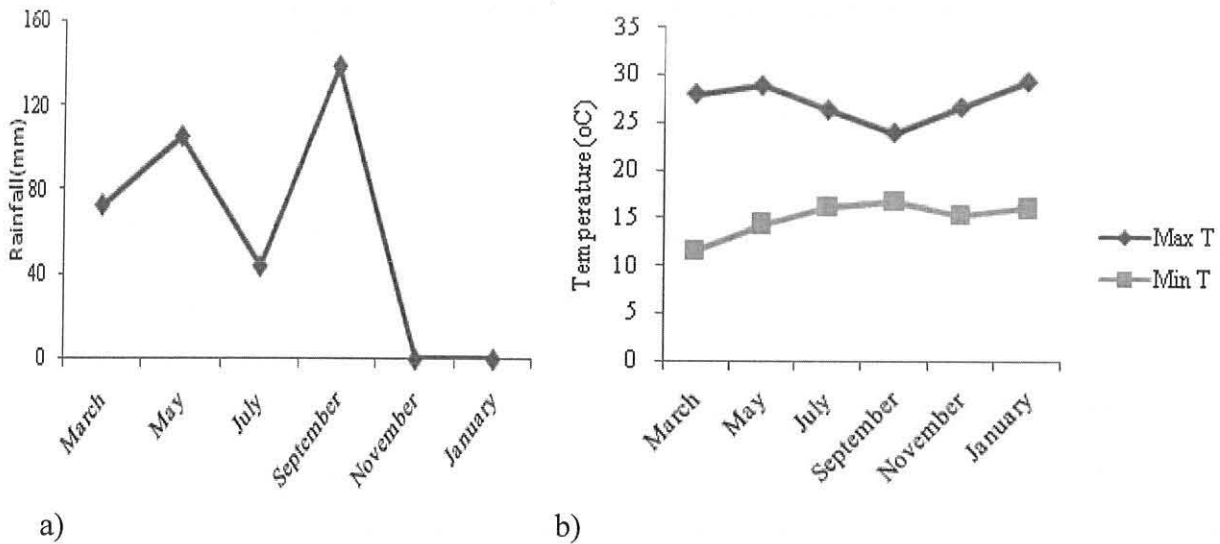 160
120
80
40
0
Rainfall(mm)
March
May
July
September
November
January
a)
35
30
25
20
15
10
5
0
Temperature (oC)
March
May
July
September
November
January
Max T
Min T
b)